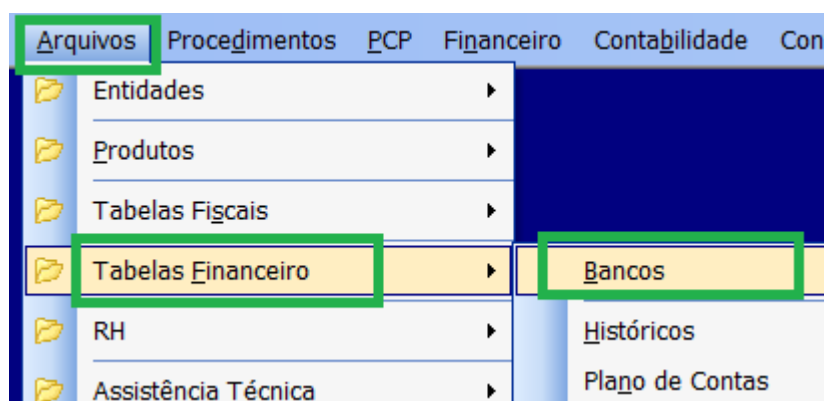 Arquivos Procedimentos PCP Financeiro Contabilidade Con
Entidades
Produtos
Tabelas Fiscais
Tabelas Financeiro
Bancos
RH
Históricos
Assistência Técnica
Plano de Contas